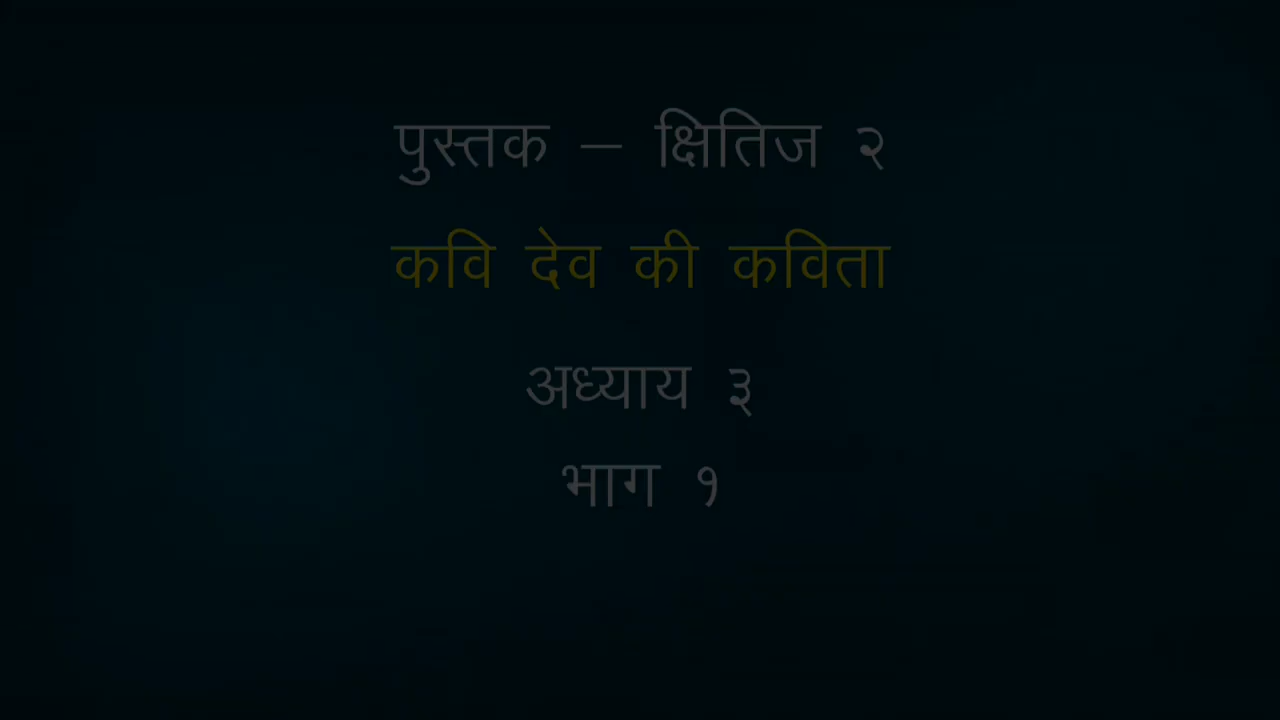 पुस्तक – क्षितिज २
कवि देव की कविता
अध्याय ३
भाग १